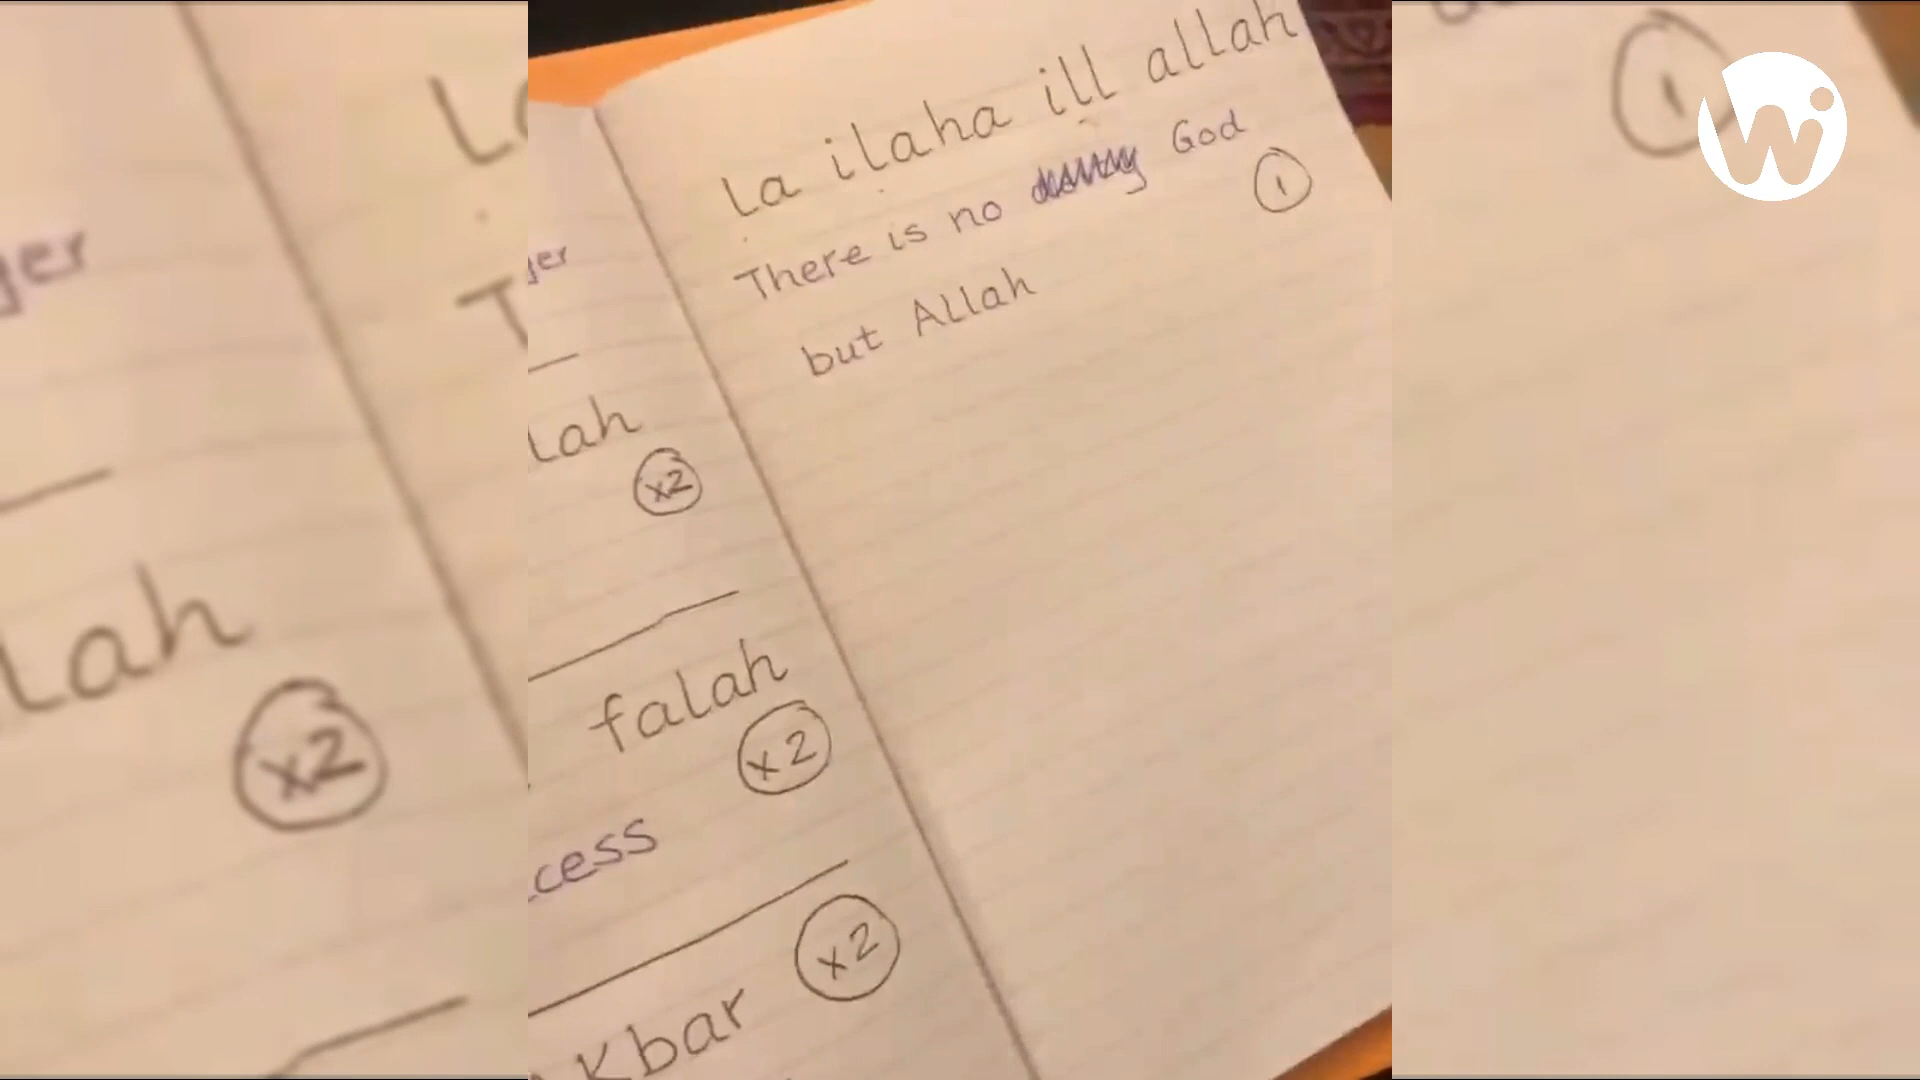 La ilaha ill allah
There is no God
1
but Allah
ger
lah
x2
falah
x2
cess
x2
Kbar